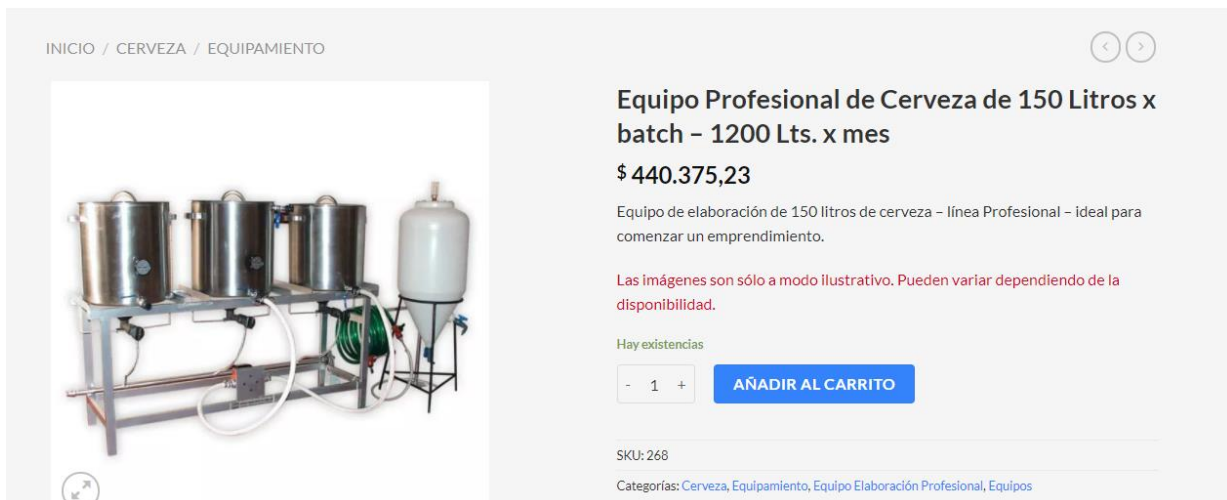 INICIO / CERVEZA / EQUIPAMIENTO
Equipo Profesional de Cerveza de 150 Litros x
batch – 1200 Lts. x mes
$ 440.375,23
Equipo de elaboración de 150 litros de cerveza – línea Profesional – ideal para
comenzar un emprendimiento.
Las imágenes son sólo a modo ilustrativo. Pueden variar dependiendo de la
disponibilidad.
Hay existencias
- 1 + AÑADIR AL CARRITO
SKU: 268
Categorías: Cerveza, Equipamiento, Equipo Elaboración Profesional, Equipos